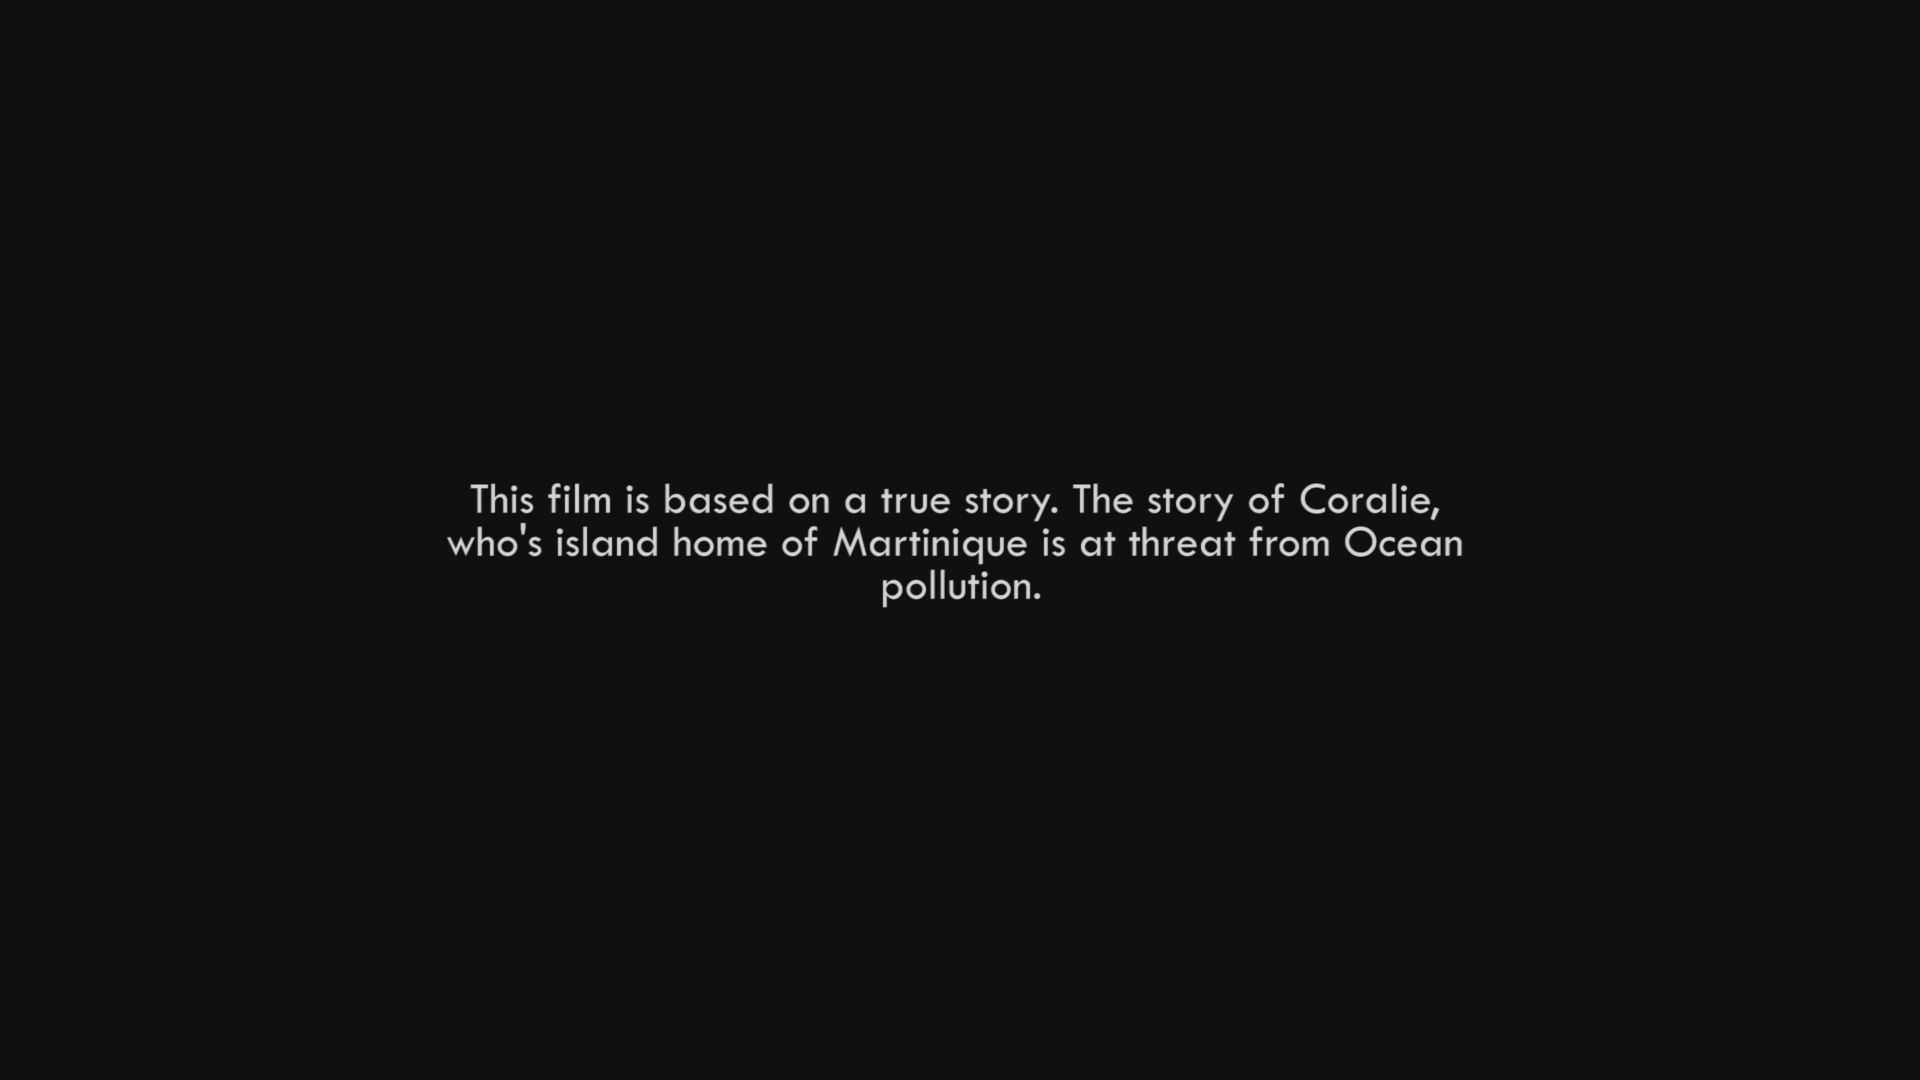 This film is based on a true story. The story of Coralie,
who's island home of Martinique is at threat from Ocean
pollution.